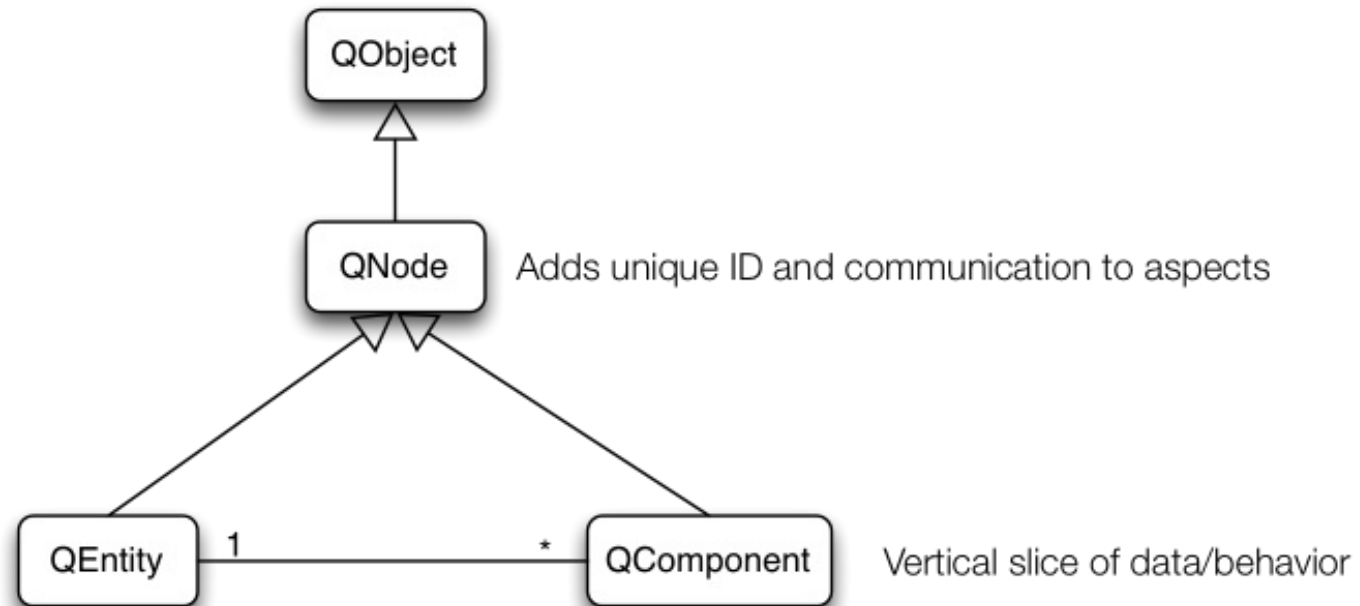 QObject
QNode
Adds unique ID and communication to aspects
QEntity
1
*
QComponent
Vertical slice of data/behavior